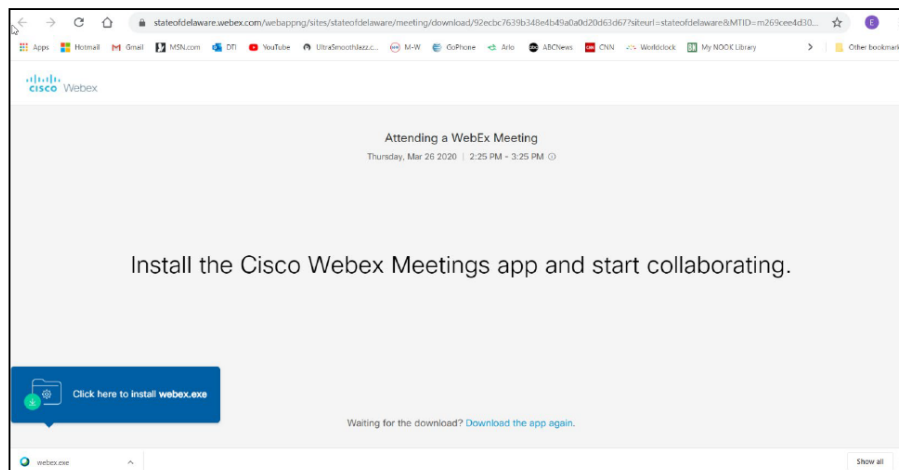 stateofdelaware.webex.com/webappng/sites/stateofdelaware/meeting/download/92ecbc7639b348e4b49a0a0d20d63d67?siteurl=stateofdelaware&MTID=m269cee4d30...
E
Apps Hotmail Gmail MSN.com DTI YouTube UltraSmoothJazz.c... M-W GoPhone Arlo ABCNews CNN Worldclock My NOOK Library Other bookmark
CISCO Webex
Attending a WebEx Meeting
Thursday, Mar 26 2020 | 2:25 PM - 3:25 PM
Install the Cisco Webex Meetings app and start collaborating.
Click here to install webex.exe
Waiting for the download? Download the app again.
webex.exe Show all